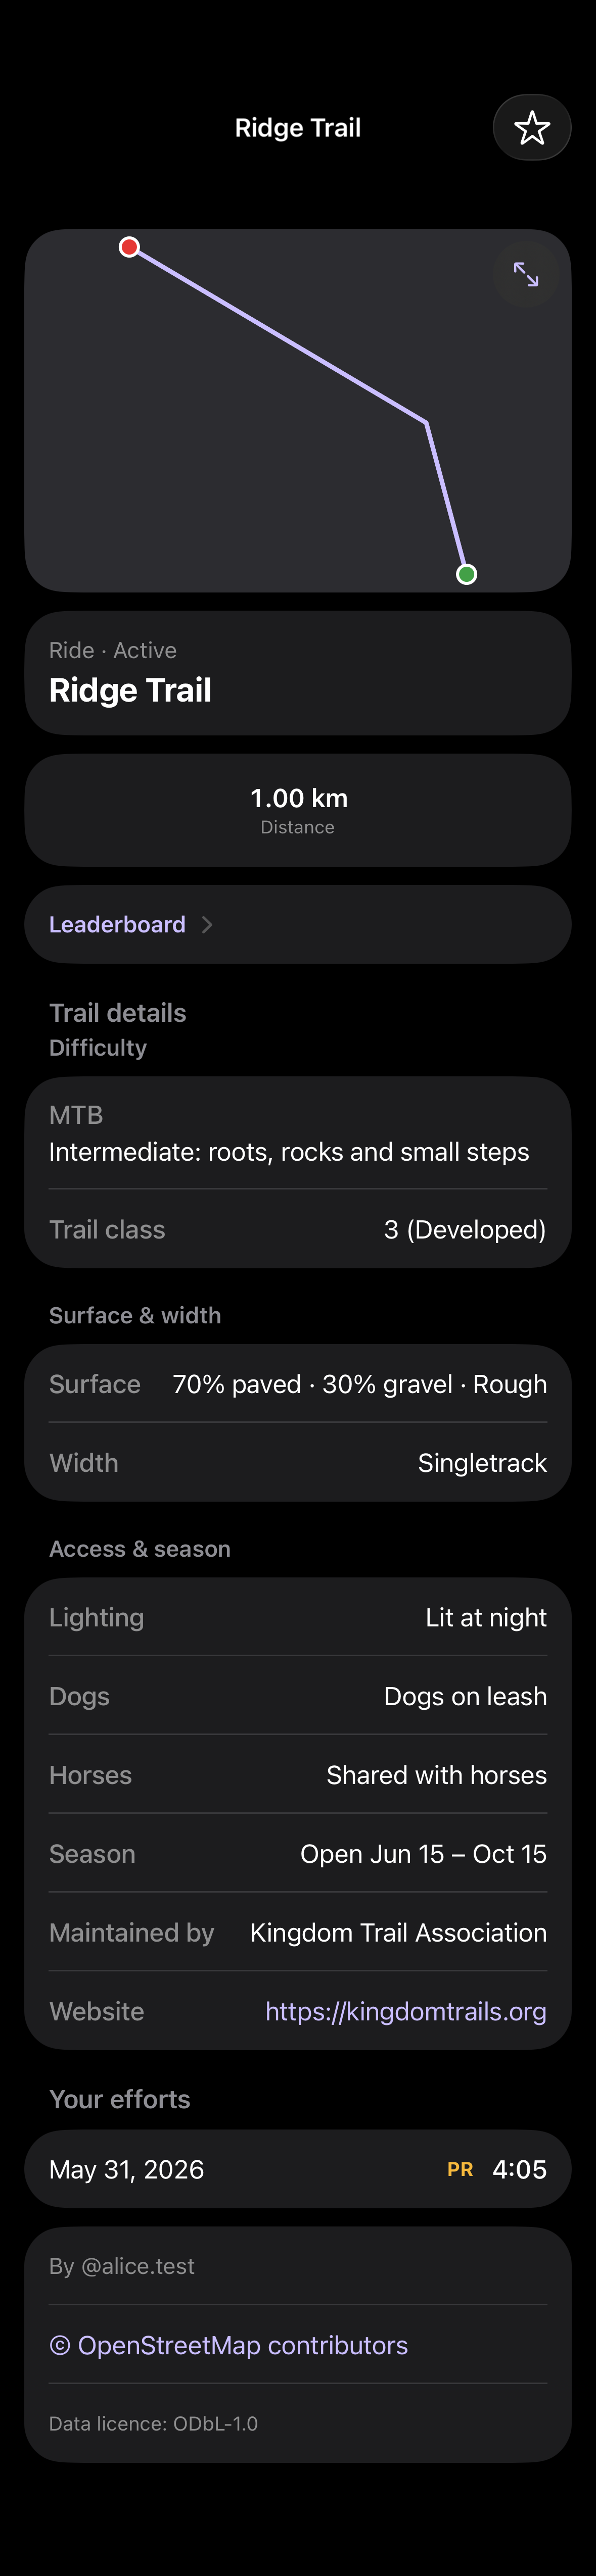 Ridge Trail
Ride · Active
Ridge Trail
1.00 km
Distance
Leaderboard
Trail details
Difficulty
MTB
Intermediate: roots, rocks and small steps
Trail class 3 (Developed)
Surface & width
Surface 70% paved · 30% gravel · Rough
Width Singletrack
Access & season
Lighting Lit at night
Dogs Dogs on leash
Horses Shared with horses
Season Open Jun 15 – Oct 15
Maintained by Kingdom Trail Association
Website https://kingdomtrails.org
Your efforts
May 31, 2026 PR 4:05
By @alice.test
© OpenStreetMap contributors
Data licence: ODbL-1.0